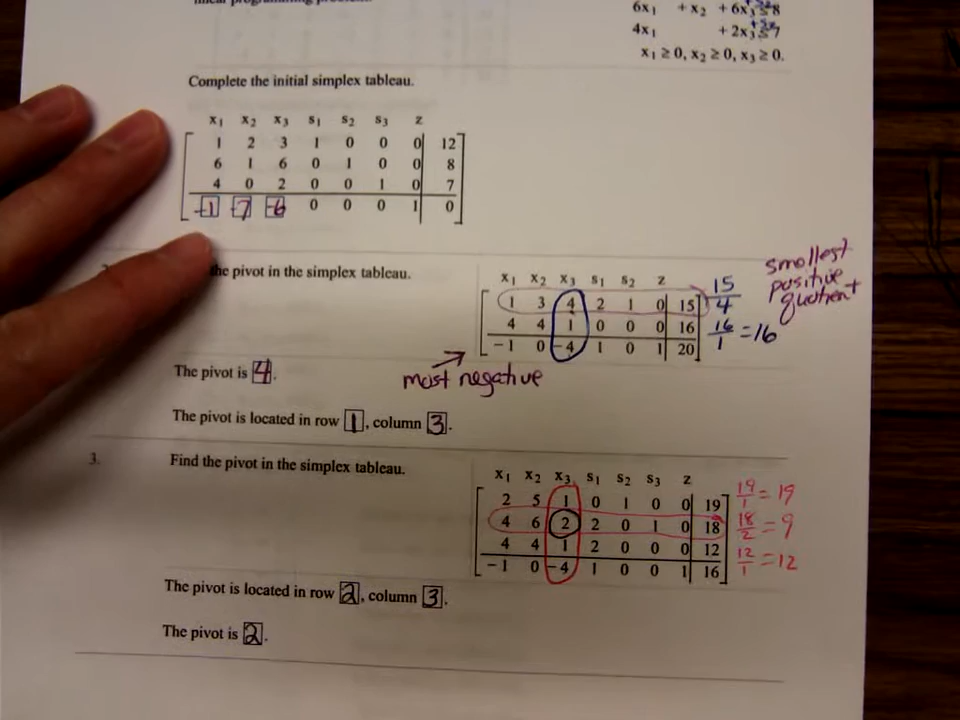 linear programming problem.
6x₁ + x₂ + 6x₃ ≤ 8
4x₁ + 2x₃ ≤ 7
x₁ ≥ 0, x₂ ≥ 0, x₃ ≥ 0.
Complete the initial simplex tableau.
x₁ x₂ x₃ s₁ s₂ s₃ z
1 2 3 1 0 0 0 12
6 1 6 0 1 0 0 8
4 0 2 0 0 1 0 7
-1 -7 -6 0 0 0 1 0
the pivot in the simplex tableau.
x₁ x₂ x₃ s₁ s₂ z
1 3 4 2 1 0 15 15/4
4 4 1 0 0 0 16 16/1 = 16
-1 0 -4 1 0 1 20
smallest
positive
quotient
most negative
The pivot is 4.
The pivot is located in row 1, column 3.
3. Find the pivot in the simplex tableau.
x₁ x₂ x₃ s₁ s₂ s₃ z
2 5 1 0 1 0 0 19 19/1 = 19
4 6 2 2 0 1 0 18 18/2 = 9
4 4 1 2 0 0 0 12 12/1 = 12
-1 0 -4 1 0 0 1 16
The pivot is located in row 2, column 3.
The pivot is 2.